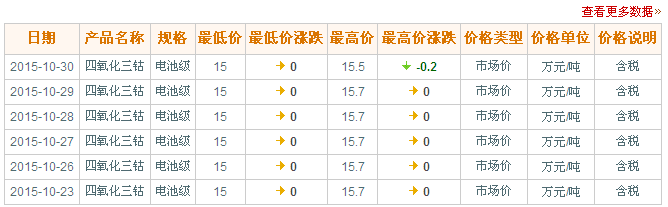 查看更多数据»
日期 产品名称 规格 最低价 最低价涨跌 最高价 最高价涨跌 价格类型 价格单位 价格说明
2015-10-30 四氧化三钴 电池级 15 0 15.5 -0.2 市场价 万元/吨 含税
2015-10-29 四氧化三钴 电池级 15 0 15.7 0 市场价 万元/吨 含税
2015-10-28 四氧化三钴 电池级 15 0 15.7 0 市场价 万元/吨 含税
2015-10-27 四氧化三钴 电池级 15 0 15.7 0 市场价 万元/吨 含税
2015-10-26 四氧化三钴 电池级 15 0 15.7 0 市场价 万元/吨 含税
2015-10-23 四氧化三钴 电池级 15 0 15.7 0 市场价 万元/吨 含税